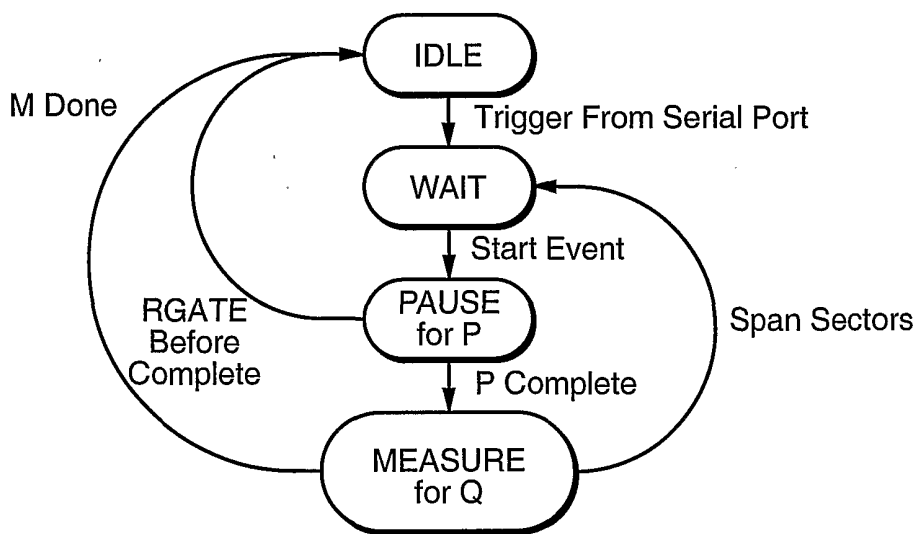 IDLE
M Done
Trigger From Serial Port
WAIT
Start Event
PAUSE
for P
RGATE
Before
Complete
Span Sectors
P Complete
MEASURE
for Q